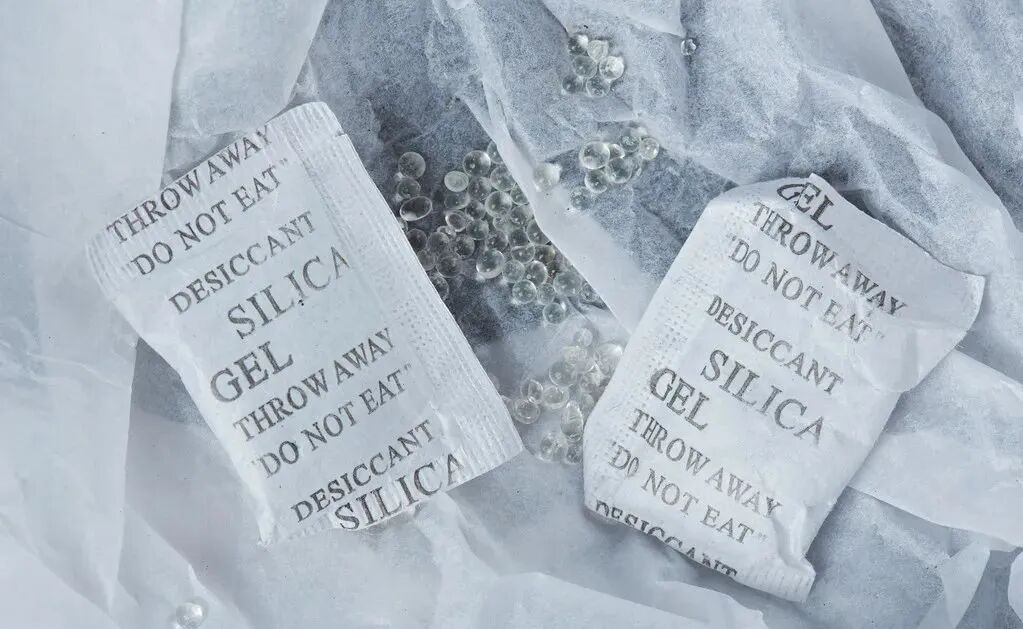 THROW AWAY
"DO NOT EAT"
DESICCANT
SILICA
GEL
THROW AWAY
"DO NOT EAT"
DESICCANT
SILICA
GEL
THROW AWAY
"DO NOT EAT"
DESICCANT
SILICA
GEL
THROW AWAY
"DO NOT EAT"
DESICCANT